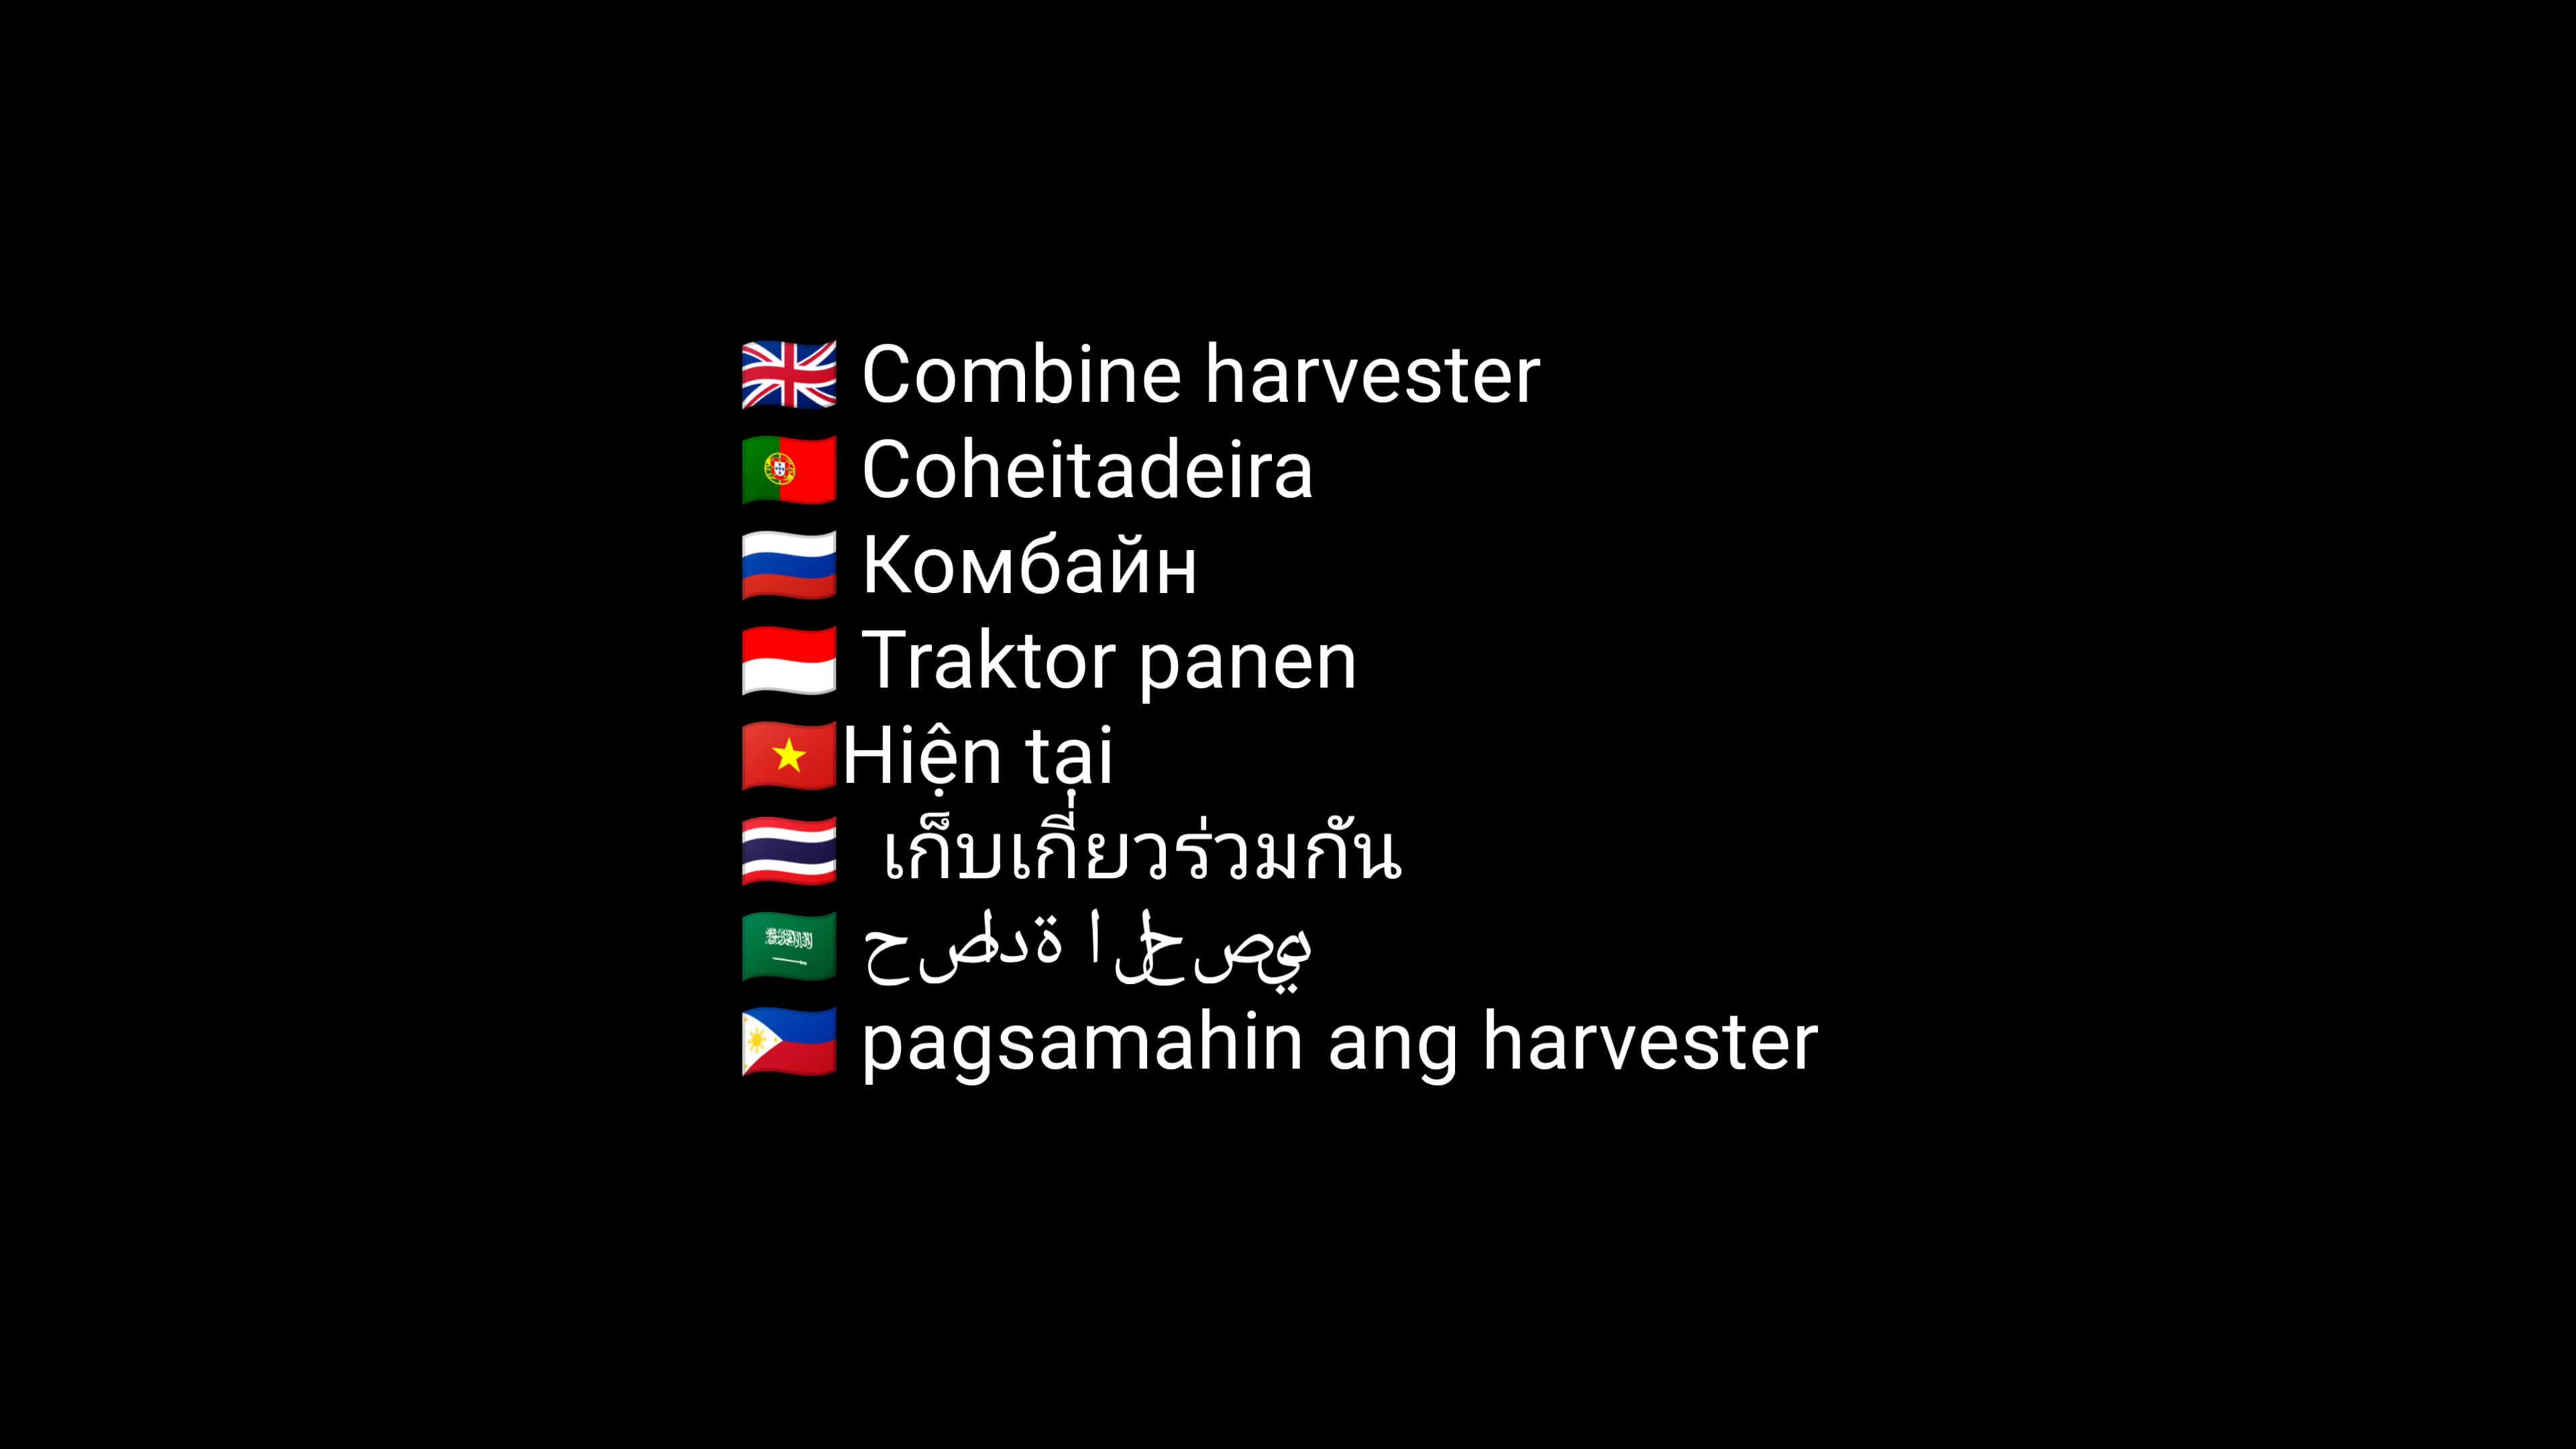 🇬🇧 Combine harvester
🇵🇹 Coheitadeira
🇷🇺 Комбайн
🇮🇩 Traktor panen
🇻🇳Hiện tại
🇹🇭 เก็บเกี่ยวร่วมกัน
🇸🇦 حصادة الحصيد
🇵🇭 pagsamahin ang harvester